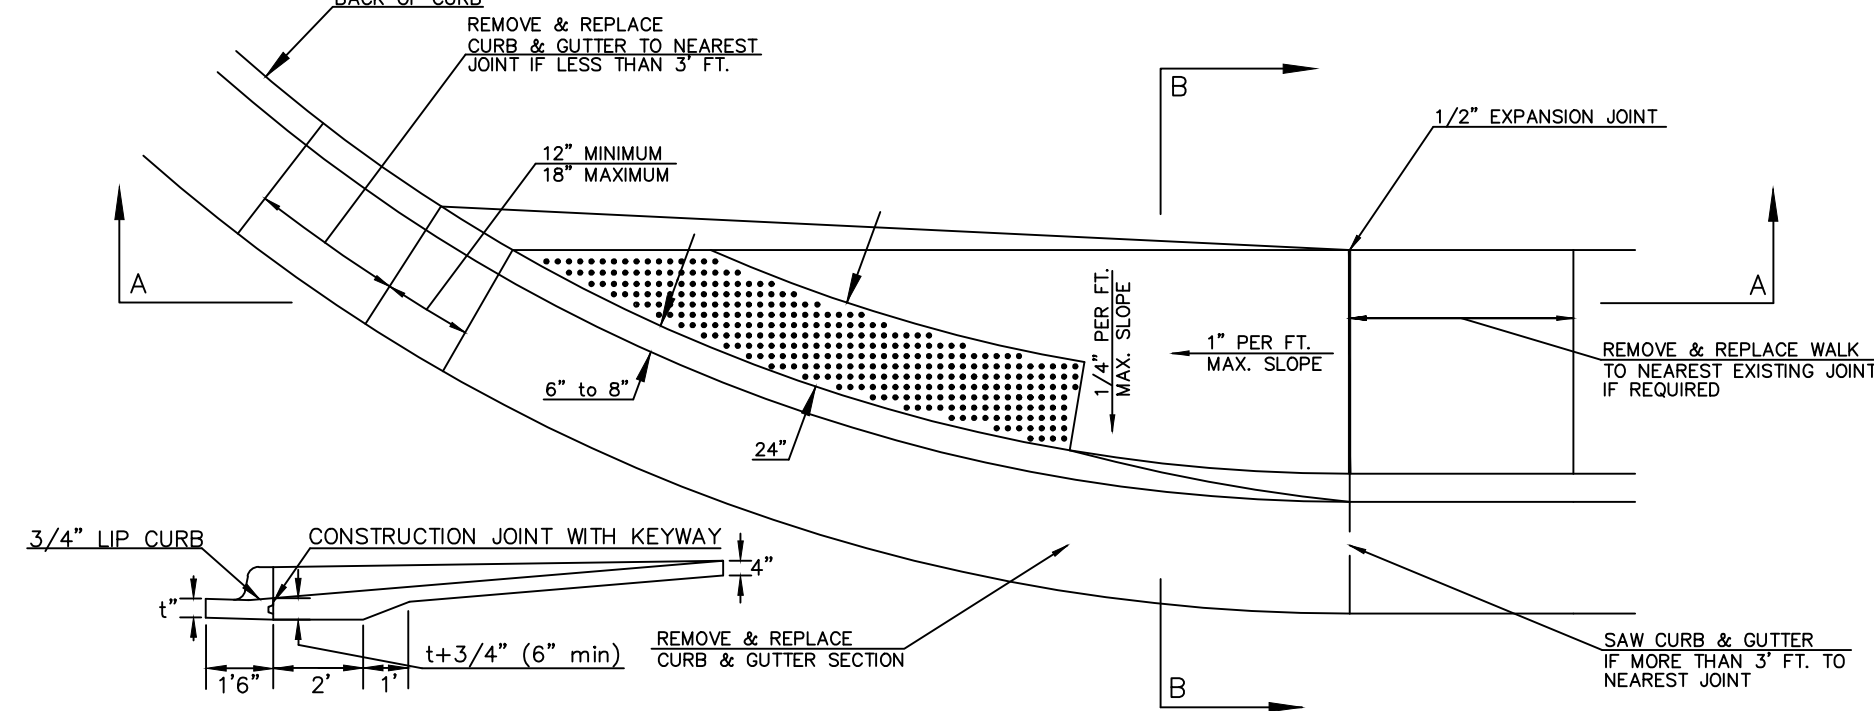 BACK OF CURB
REMOVE & REPLACE
CURB & GUTTER TO NEAREST
JOINT IF LESS THAN 3' FT.
B
1/2" EXPANSION JOINT
12" MINIMUM
18" MAXIMUM
A
A
1/4" PER FT.
MAX. SLOPE
1" PER FT.
MAX. SLOPE
REMOVE & REPLACE WALK
TO NEAREST EXISTING JOINT
IF REQUIRED
6" to 8"
24"
3/4" LIP CURB
CONSTRUCTION JOINT WITH KEYWAY
4"
t"
t+3/4" (6" min)
1'6"
2'
1'
REMOVE & REPLACE
CURB & GUTTER SECTION
SAW CURB & GUTTER
IF MORE THAN 3' FT. TO
NEAREST JOINT
B